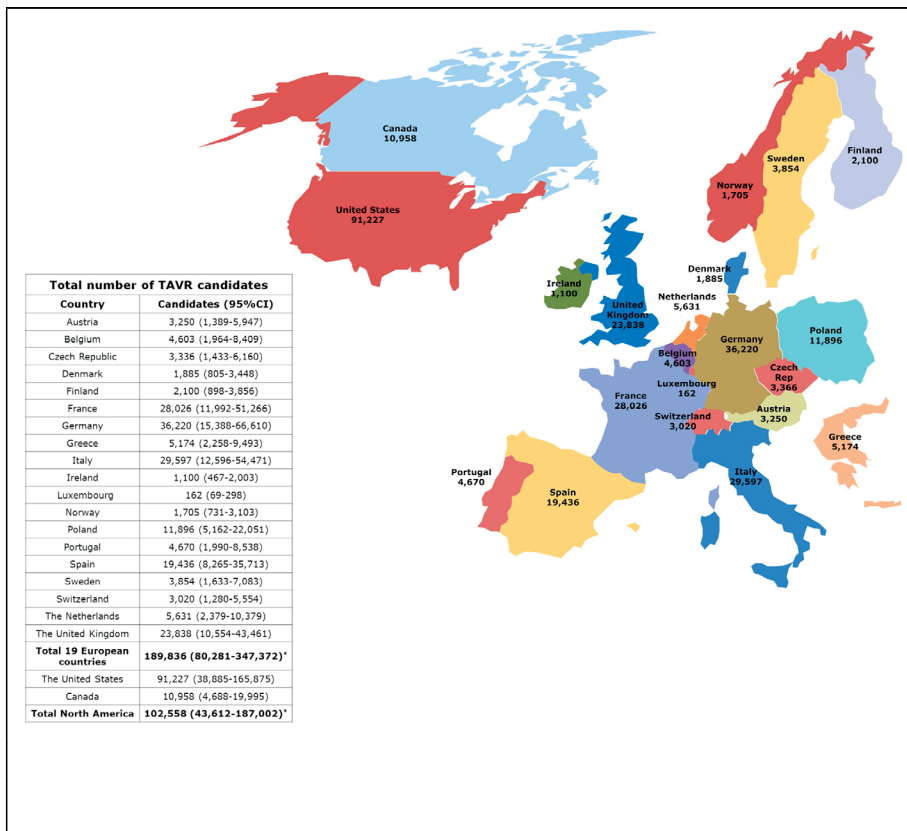 Canada
10,958
United States
91,227
Norway
1,705
Sweden
3,854
Finland
2,100
Denmark
1,885
Ireland
1,100
United
Kingdom
23,838
Netherlands
5,631
Germany
36,220
Poland
11,896
Belgium
4,603
Czech
Rep
3,366
Luxembourg
162
France
28,026
Switzerland
3,020
Austria
3,250
Greece
5,174
Italy
29,597
Portugal
4,670
Spain
19,436
Total number of TAVR candidates
Country Candidates (95%CI)
Austria 3,250 (1,389-5,947)
Belgium 4,603 (1,964-8,409)
Czech Republic 3,336 (1,433-6,160)
Denmark 1,885 (805-3,448)
Finland 2,100 (898-3,856)
France 28,026 (11,992-51,266)
Germany 36,220 (15,388-66,610)
Greece 5,174 (2,258-9,493)
Italy 29,597 (12,596-54,471)
Ireland 1,100 (467-2,003)
Luxembourg 162 (69-298)
Norway 1,705 (731-3,103)
Poland 11,896 (5,162-22,051)
Portugal 4,670 (1,990-8,538)
Spain 19,436 (8,265-35,713)
Sweden 3,854 (1,633-7,083)
Switzerland 3,020 (1,280-5,554)
The Netherlands 5,631 (2,379-10,379)
The United Kingdom 23,838 (10,554-43,461)
Total 19 European
countries 189,836 (80,281-347,372)*
The United States 91,227 (38,885-165,875)
Canada 10,958 (4,688-19,995)
Total North America 102,558 (43,612-187,002)*